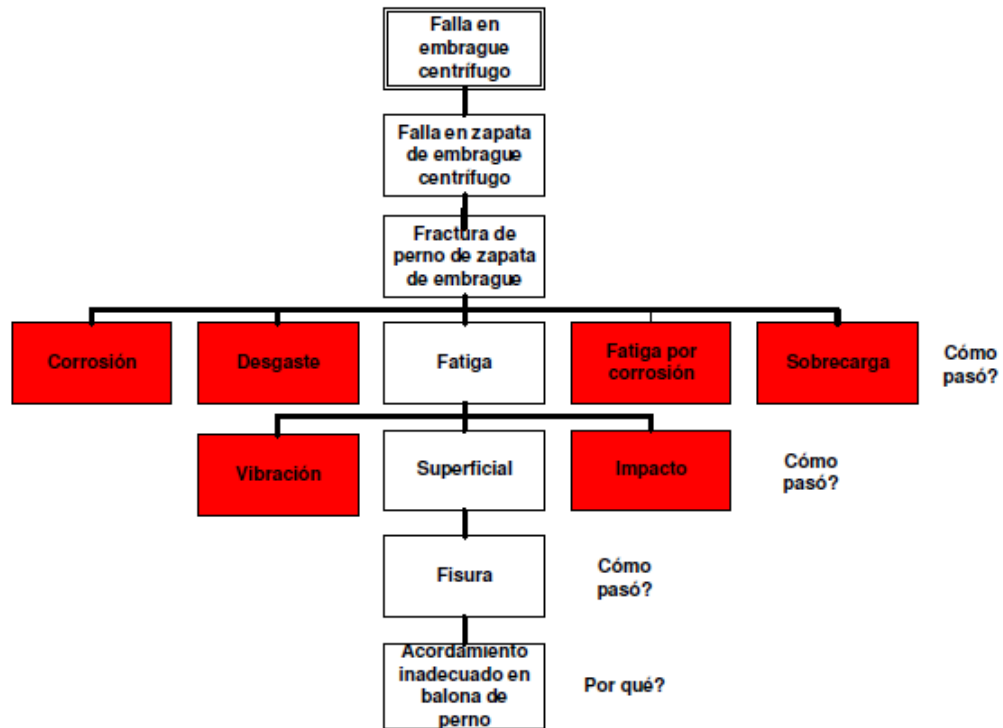 Falla en
embrague
centrífugo
Falla en zapata
de embrague
centrífugo
Fractura de
perno de zapata
de embrague
Corrosión
Desgaste
Fatiga
Fatiga por
corrosión
Sobrecarga
Cómo
pasó?
Vibración
Superficial
Impacto
Cómo
pasó?
Fisura
Cómo
pasó?
Acordamiento
inadecuado en
balona de
perno
Por qué?